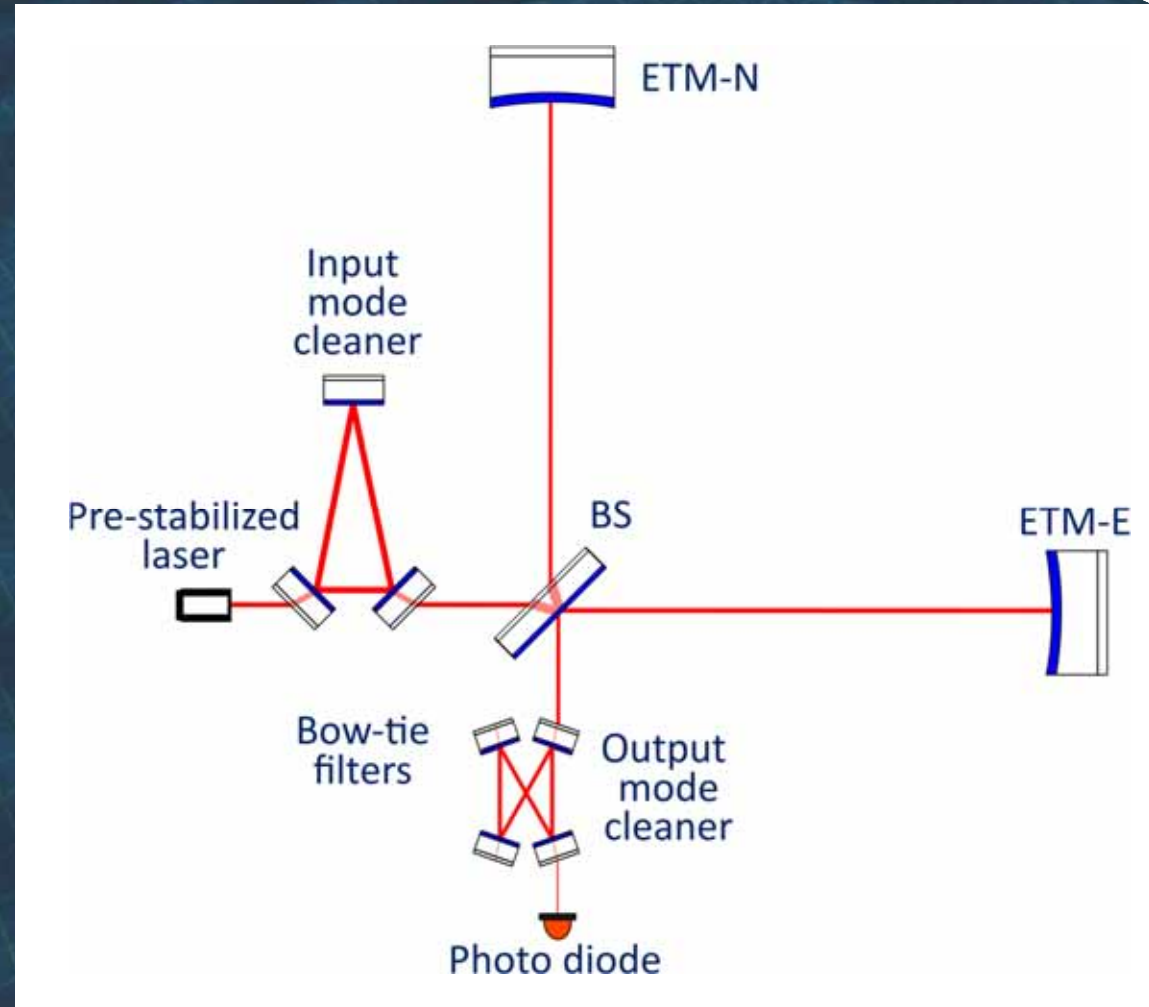 ETM-N
Input
mode
cleaner
Pre-stabilized
laser
BS
ETM-E
Bow-tie
filters
Output
mode
cleaner
Photo diode